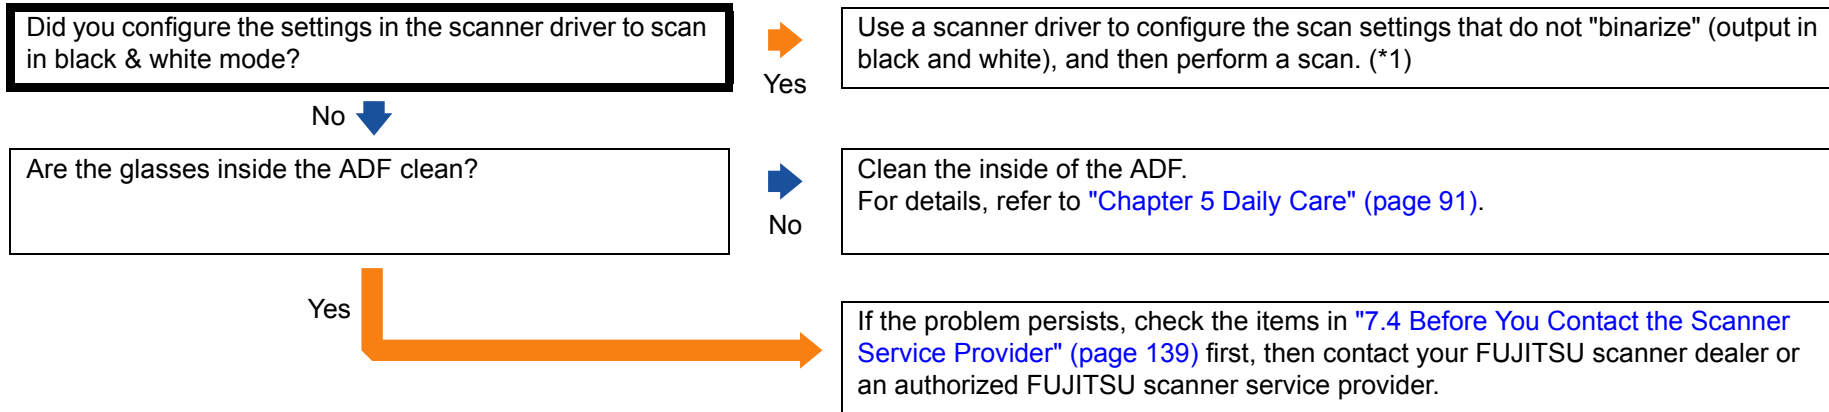 Did you configure the settings in the scanner driver to scan
in black & white mode?
Yes
Use a scanner driver to configure the scan settings that do not "binarize" (output in
black and white), and then perform a scan. (*1)
No
Are the glasses inside the ADF clean?
No
Clean the inside of the ADF.
For details, refer to "Chapter 5 Daily Care" (page 91).
Yes
If the problem persists, check the items in "7.4 Before You Contact the Scanner
Service Provider" (page 139) first, then contact your FUJITSU scanner dealer or
an authorized FUJITSU scanner service provider.